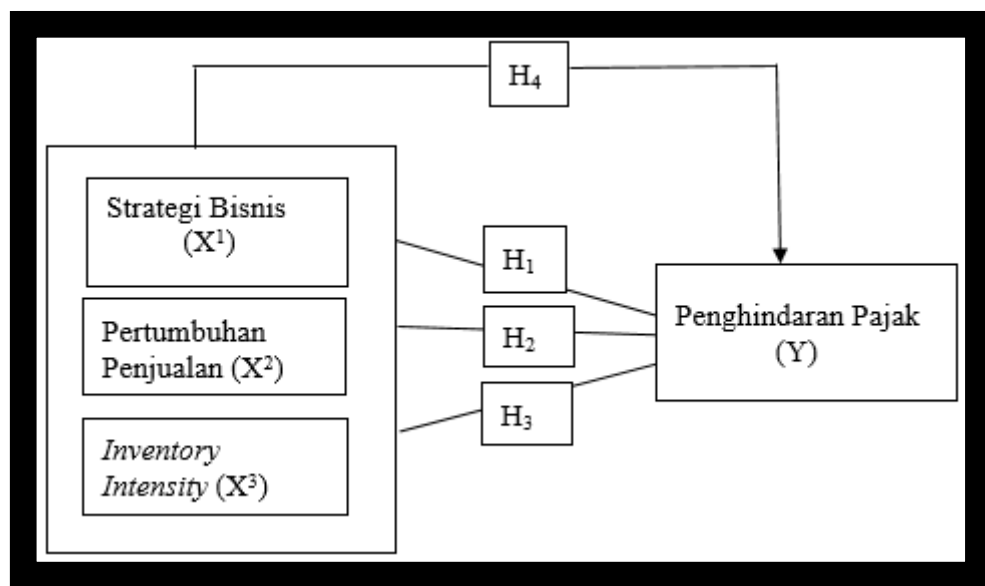 H₄
Strategi Bisnis
(X¹)
Pertumbuhan
Penjualan (X²)
Inventory
Intensity (X³)
H₁
H₂
H₃
Penghindaran Pajak
(Y)